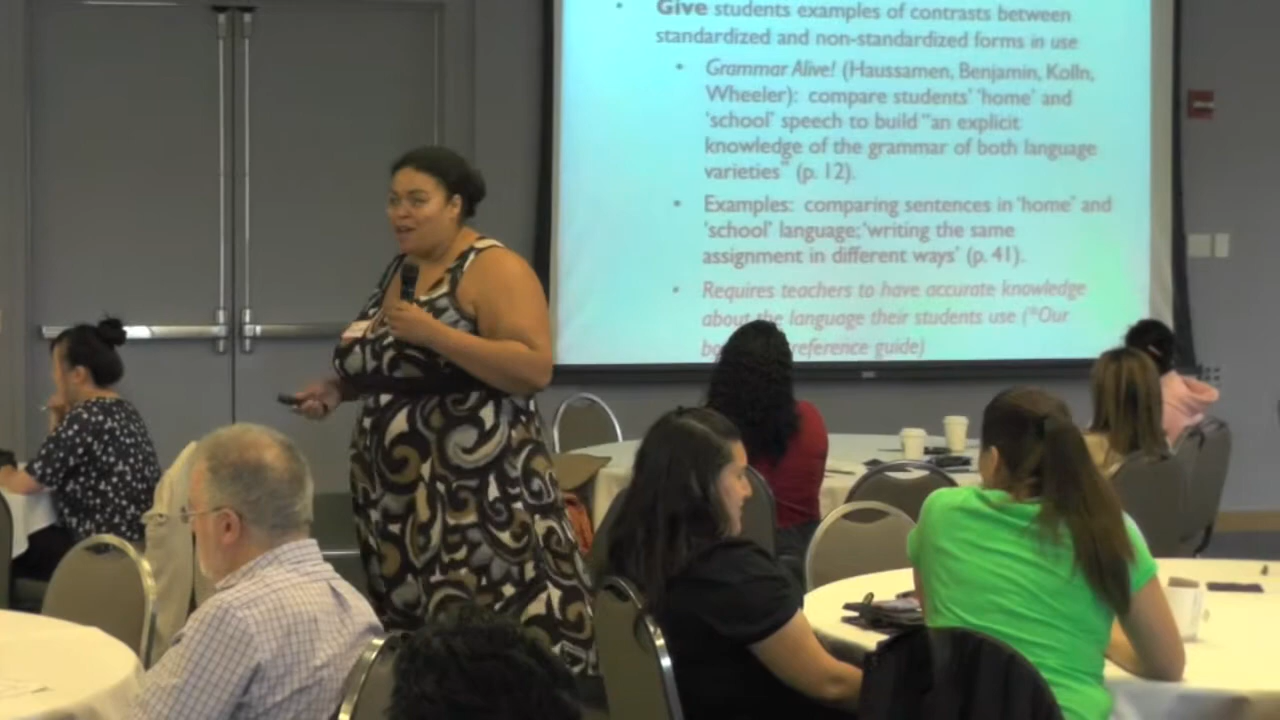 Give students examples of contrasts between
standardized and non-standardized forms in use
Grammar Alive! (Haussamen, Benjamin, Kolln,
Wheeler): compare students' 'home' and
'school' speech to build "an explicit
knowledge of the grammar of both language
varieties" (p. 12).
Examples: comparing sentences in 'home' and
'school' language; 'writing the same
assignment in different ways' (p. 41).
Requires teachers to have accurate knowledge
about the language their students use (*Our
reference guide)